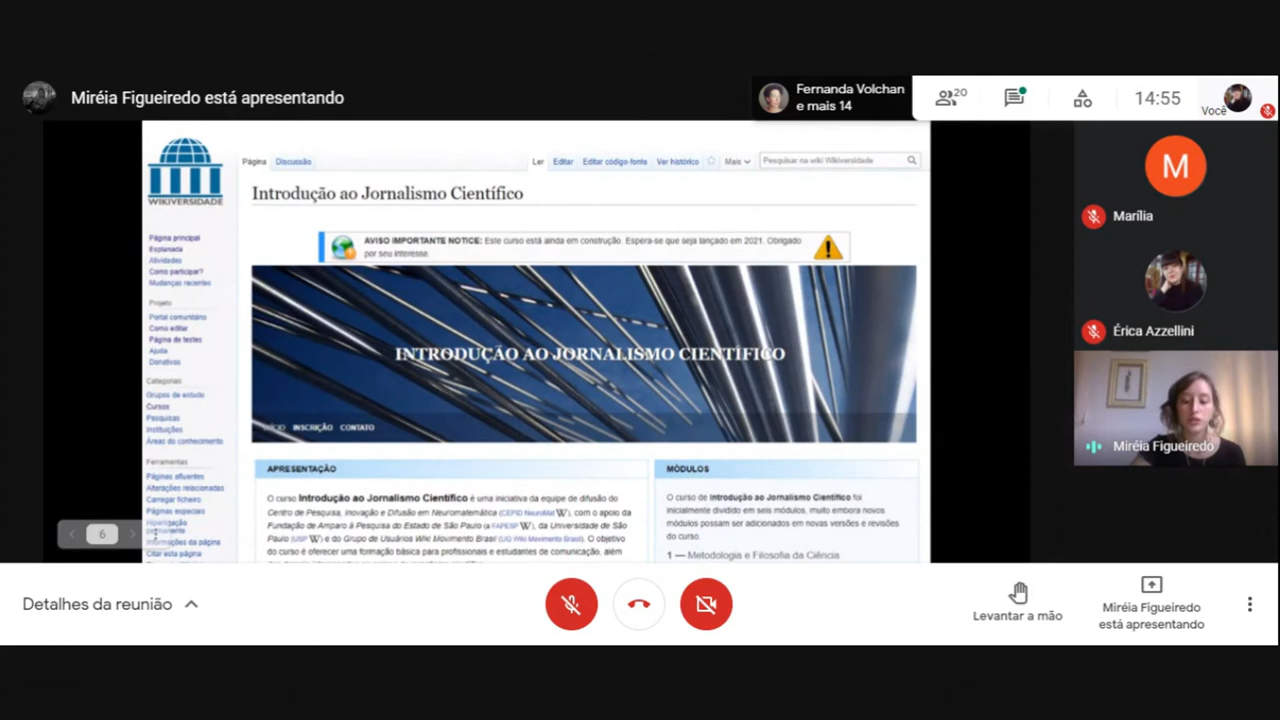 Miréia Figueiredo está apresentando
Fernanda Volchan
e mais 14
20
14:55
Você
WIKIVERSIDADE
Página
Discussão
Ler
Editar
Editar código-fonte
Ver histórico
Mais
Pesquisar na wiki Wikiversidade
Introdução ao Jornalismo Científico
AVISO IMPORTANTE NOTICE: Este curso está ainda em construção. Espera-se que seja lançado em 2021. Obrigado
por seu interesse.
INTRODUÇÃO AO JORNALISMO CIENTÍFICO
INÍCIO INSCRIÇÃO CONTATO
Página principal
Esplanada
Atividades
Como participar?
Mudanças recentes
Projeto
Portal comunitário
Como editar
Página de testes
Ajuda
Donativos
Categorias
Grupos de estudo
Cursos
Pesquisas
Instituições
Áreas do conhecimento
Ferramentas
Páginas afluentes
Alterações relacionadas
Carregar ficheiro
Páginas especiais
Hiperligação
permanente
Informações da página
Citar esta página
6
APRESENTAÇÃO
O curso Introdução ao Jornalismo Científico é uma iniciativa da equipe de difusão do
Centro de Pesquisa, Inovação e Difusão em Neuromatemática (CEPID NeuroMat W), com o apoio da
Fundação de Amparo à Pesquisa do Estado de São Paulo (a FAPESP W), da Universidade de São
Paulo (USP W) e do Grupo de Usuários Wiki Movimento Brasil (UG Wiki Movimento Brasil). O objetivo
do curso é oferecer uma formação básica para profissionais e estudantes de comunicação, além
MÓDULOS
O curso de Introdução ao Jornalismo Científico foi
inicialmente dividido em seis módulos, muito embora novos
módulos possam ser adicionados em novas versões e revisões
do curso.
1 — Metodologia e Filosofia da Ciência
M
Marília
Érica Azzellini
Miréia Figueiredo
Detalhes da reunião
Levantar a mão
Miréia Figueiredo
está apresentando